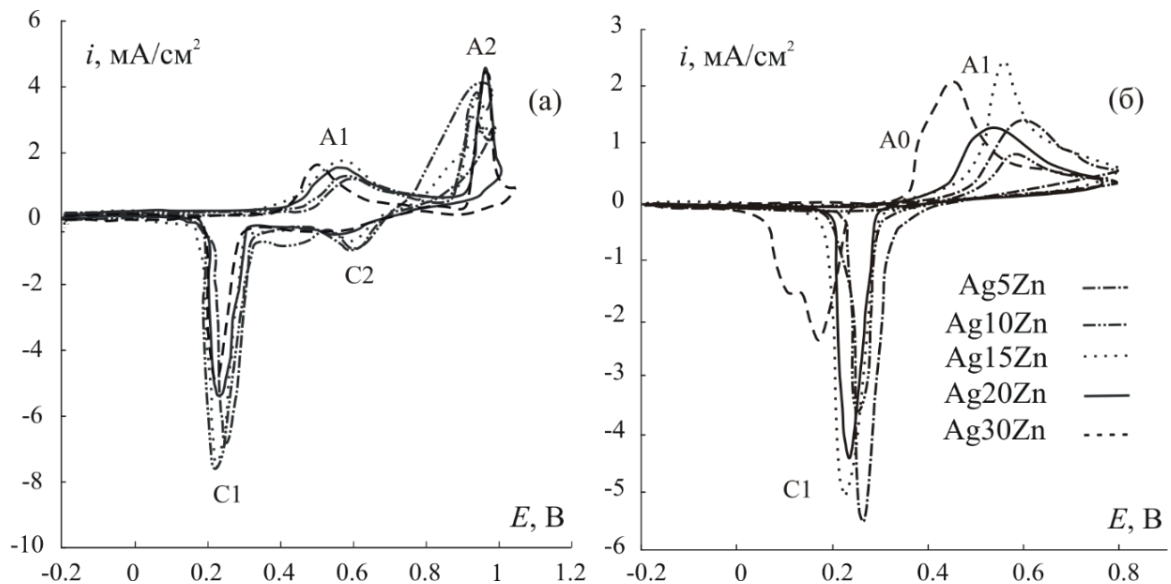 6
i, мА/см²
A2
4
(а)
A1
2
0
-2
C2
-4
-6
-8
C1
E, В
-10
-0.2 0 0.2 0.4 0.6 0.8 1 1.2
3
i, мА/см²
A1
(б)
2
A0
1
0
-1
Ag5Zn
-2
Ag10Zn
Ag15Zn
-3
Ag20Zn
-4
Ag30Zn
-5
C1
E, В
-6
-0.2 0 0.2 0.4 0.6 0.8